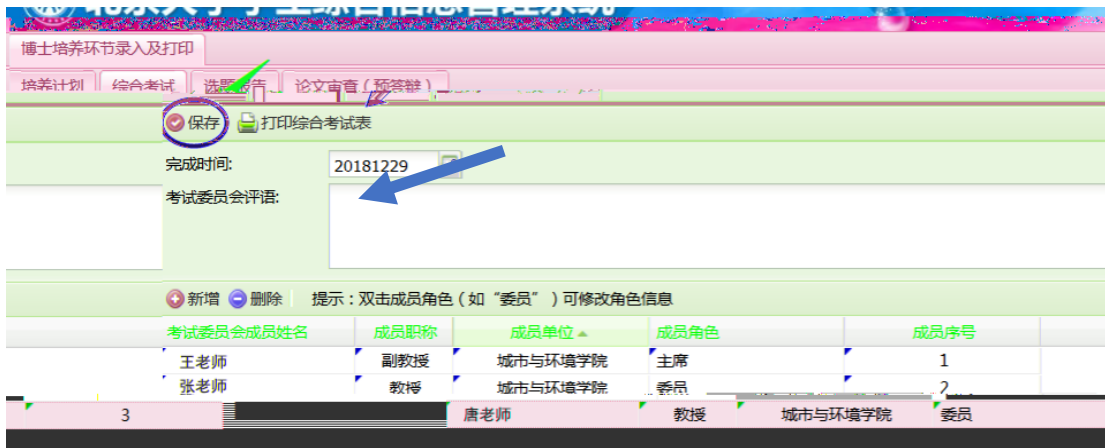 博士培养环节录入及打印
培养计划 综合考试 选题报告 论文审查（预答辩）
保存 打印综合考试表
完成时间: 20181229
考试委员会评语:
新增 删除 提示：双击成员角色（如“委员”）可修改角色信息
考试委员会成员姓名 成员职称 成员单位 成员角色 成员序号
王老师 副教授 城市与环境学院 主席 1
张老师 教授 城市与环境学院 委员 2
3 唐老师 教授 城市与环境学院 委员